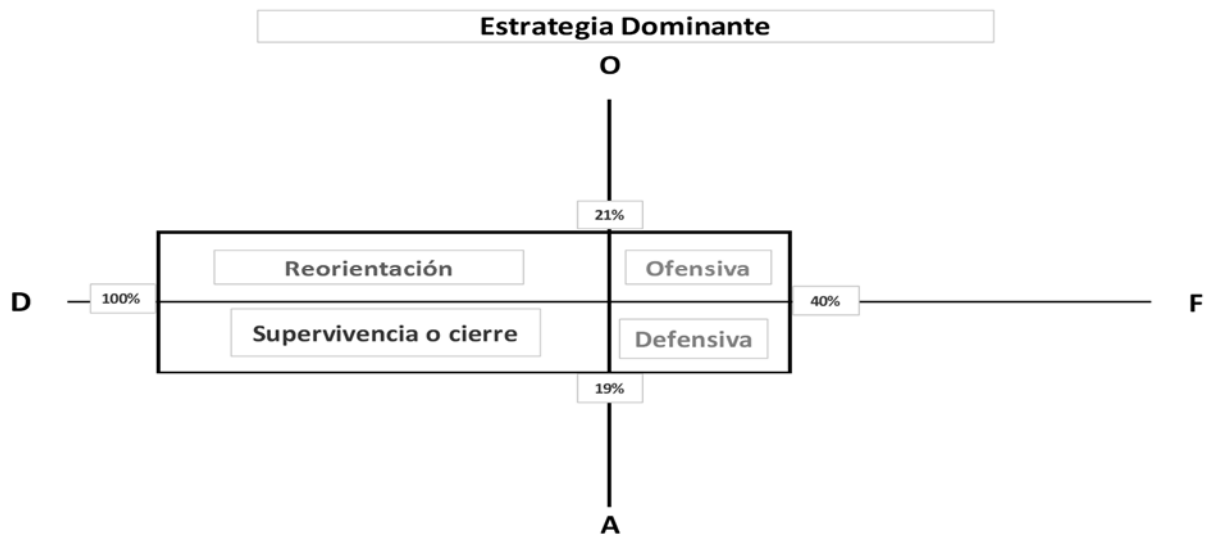 Estrategia Dominante
O
21%
Reorientación
Ofensiva
D
100%
40%
F
Supervivencia o cierre
Defensiva
19%
A